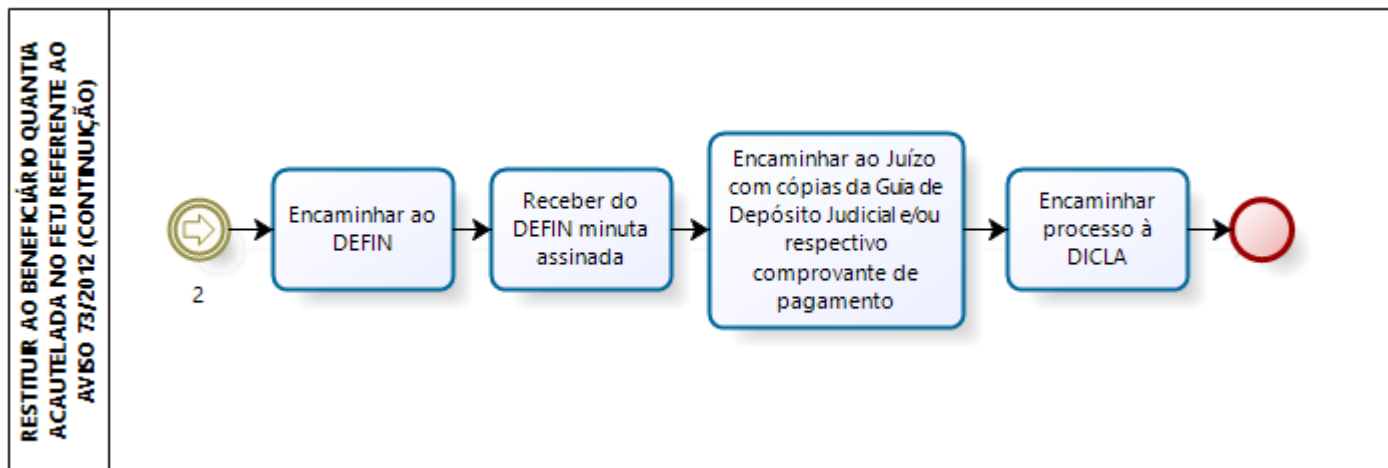 RESTITUIR AO BENEFICIÁRIO QUANTIA
ACAUTELADA NO FETJ REFERENTE AO
AVISO 73/2012 (CONTINUIÇÃO)
2
Encaminhar ao
DEFIN
Receber do
DEFIN minuta
assinada
Encaminhar ao Juízo
com cópias da Guia de
Depósito Judicial e/ou
respectivo
comprovante de
pagamento
Encaminhar
processo à
DICLA